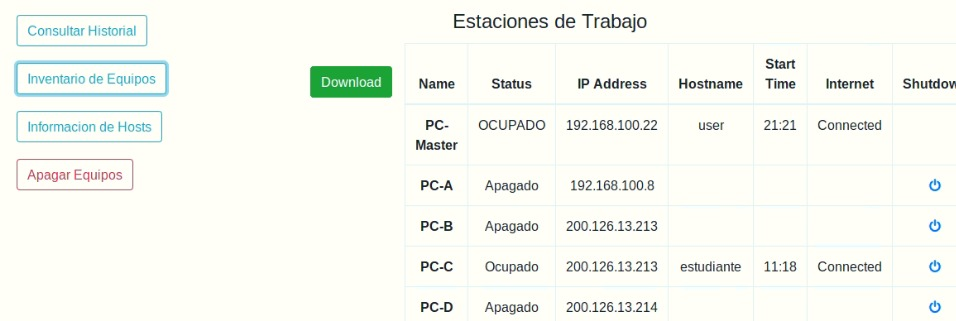 Estaciones de Trabajo
Consultar Historial
Inventario de Equipos
Informacion de Hosts
Apagar Equipos
Download
Name Status IP Address Hostname Start Time Internet Shutdow
PC-Master OCUPADO 192.168.100.22 user 21:21 Connected
PC-A Apagado 192.168.100.8
PC-B Apagado 200.126.13.213
PC-C Ocupado 200.126.13.213 estudiante 11:18 Connected
PC-D Apagado 200.126.13.214